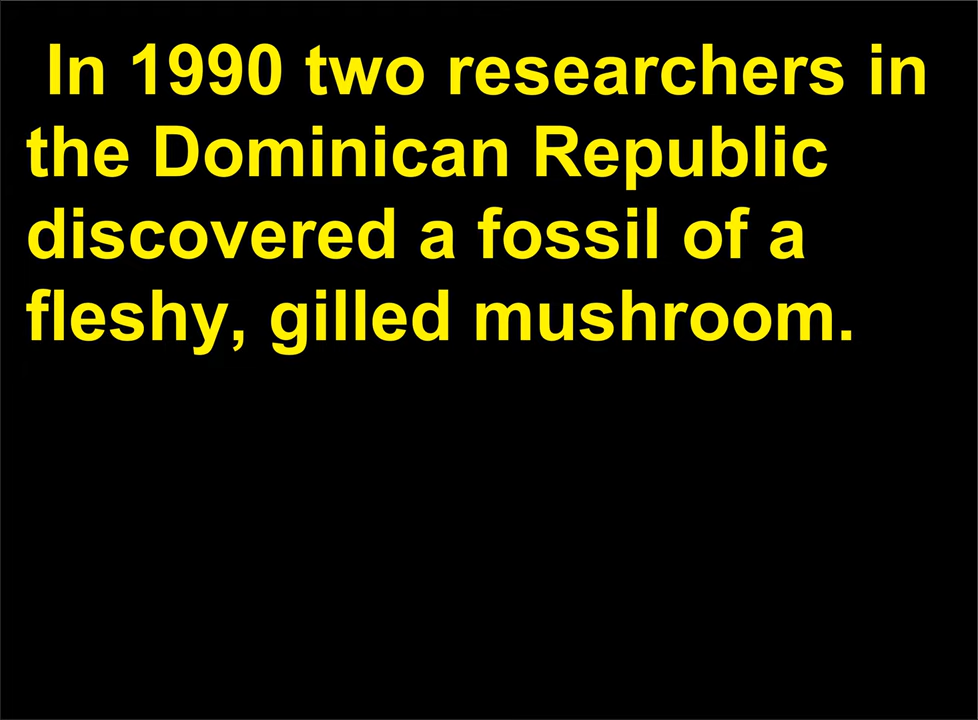 In 1990 two researchers in
the Dominican Republic
discovered a fossil of a
fleshy, gilled mushroom.